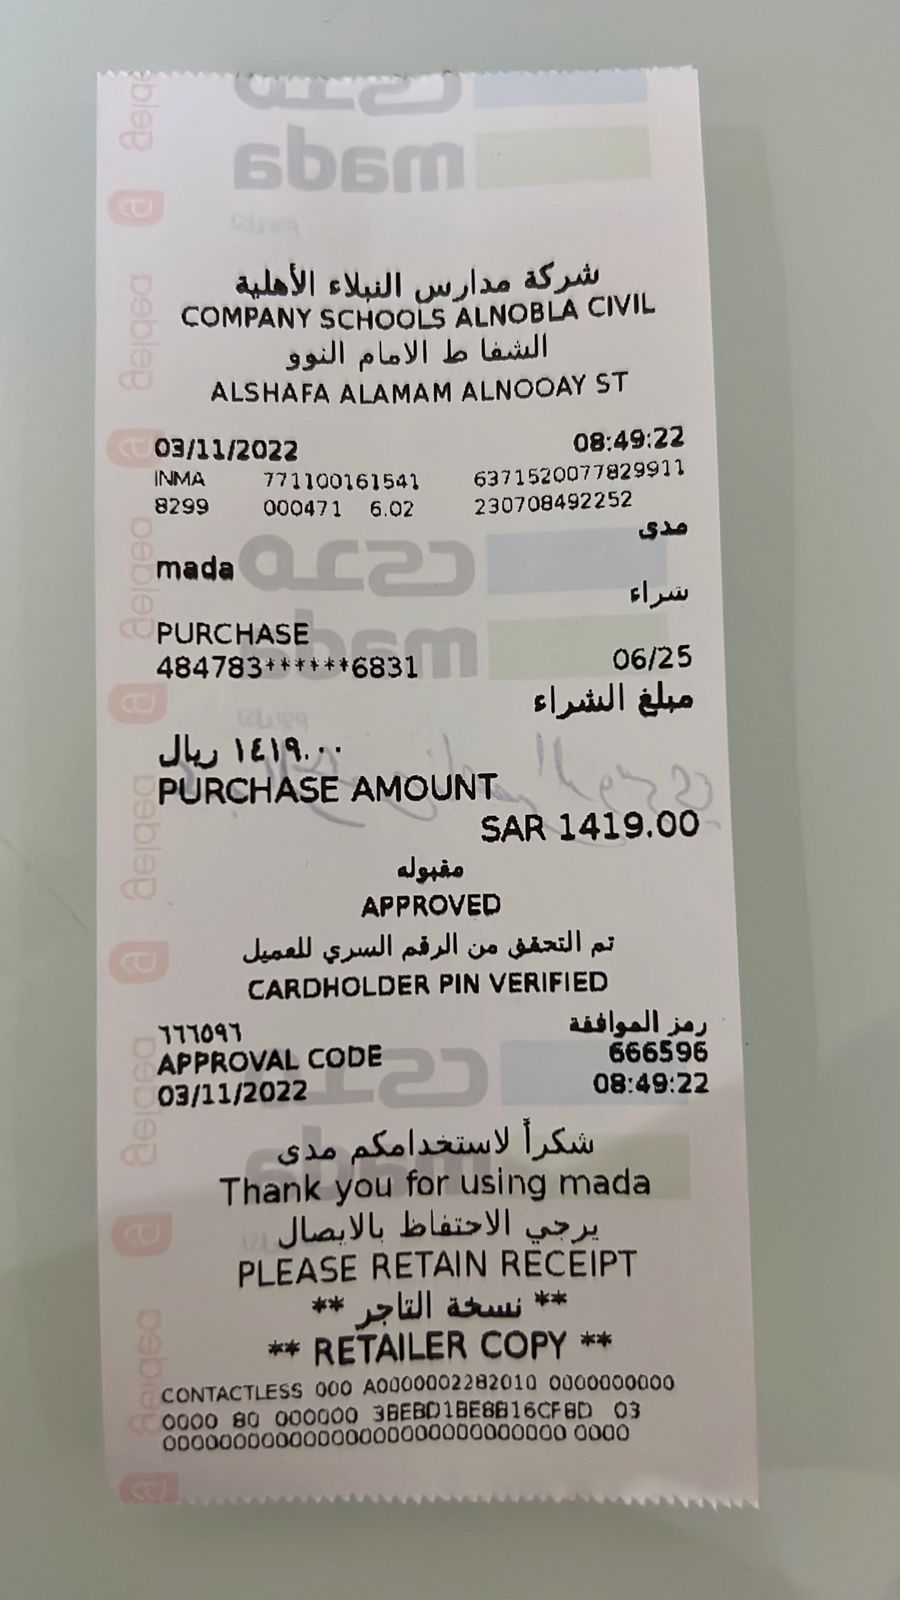 شركة مدارس النبلاء الأهلية
COMPANY SCHOOLS ALNOBLA CIVIL
الشفا ط الامام النوو
ALSHAFA ALAMAM ALNOOAY ST
03/11/2022 08:49:22
INMA 771100161541 6371520077829911
8299 000471 6.02 230708492252
مدى
mada
شراء
PURCHASE
484783******6831 06/25
مبلغ الشراء
١٤١٩.٠٠ ريال
PURCHASE AMOUNT
SAR 1419.00
مقبوله
APPROVED
تم التحقق من الرقم السري للعميل
CARDHOLDER PIN VERIFIED
رمز الموافقة ٦٦٦٥٩٦
APPROVAL CODE 666596
03/11/2022 08:49:22
شكراً لاستخدامكم مدى
Thank you for using mada
يرجي الاحتفاظ بالايصال
PLEASE RETAIN RECEIPT
** نسخة التاجر **
** RETAILER COPY **
CONTACTLESS 000 A0000002282010 0000000000
0000 80 000000 3BEBD1BE8B16CF8D 03